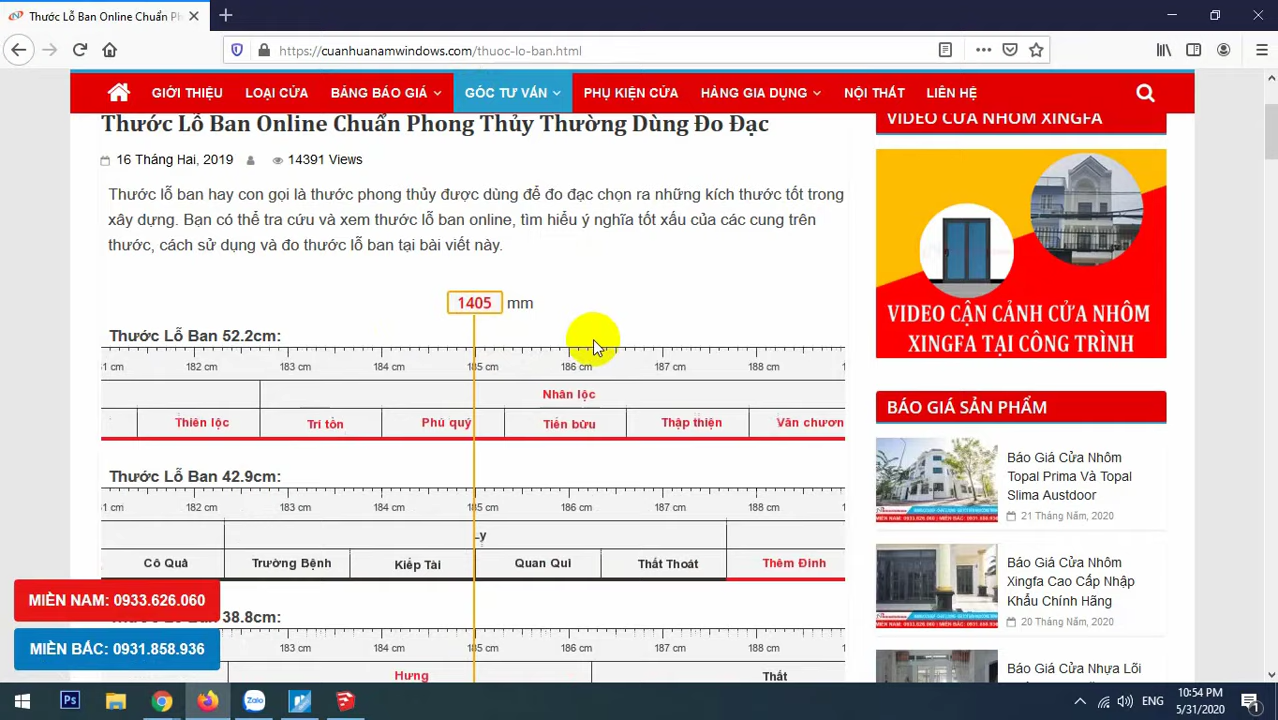 Thước Lỗ Ban Online Chuẩn Ph
https://cuanhuanamwindows.com/thuoc-lo-ban.html
GIỚI THIỆU
LOẠI CỬA
BẢNG BÁO GIÁ
GÓC TƯ VẤN
PHỤ KIỆN CỬA
HÀNG GIA DỤNG
NỘI THẤT
LIÊN HỆ
Thước Lỗ Ban Online Chuẩn Phong Thủy Thường Dùng Đo Đạc
16 Tháng Hai, 2019
14391 Views
Thước lỗ ban hay con gọi là thươc phong thủy được dùng để đo đạc chọn ra những kích thước tốt trong
xây dựng. Bạn có thể tra cứu và xem thước lỗ ban online, tìm hiểu ý nghĩa tốt xấu của các cung trên
thước, cách sử dụng và đo thước lỗ ban tại bài viết này.
1405 mm
Thước Lỗ Ban 52.2cm:
182 cm 183 cm 184 cm 185 cm 186 cm 187 cm 188 cm
Nhân lộc
Thiên lộc Trí tồn Phú quý Tiến bửu Thập thiện Văn chươn
Thước Lỗ Ban 42.9cm:
182 cm 183 cm 184 cm 185 cm 186 cm 187 cm 188 cm
Ly
Cô Quả Trường Bệnh Kiếp Tài Quan Quỉ Thất Thoát Thêm Đinh
38.8cm:
183 cm 184 cm 185 cm 186 cm 187 cm 188 cm
Hưng Thất
MIỀN NAM: 0933.626.060
MIỀN BẮC: 0931.858.936
VIDEO CỬA NHÔM XINGFA
VIDEO CẬN CẢNH CỬA NHÔM
XINGFA TẠI CÔNG TRÌNH
BÁO GIÁ SẢN PHẨM
Báo Giá Cửa Nhôm
Topal Prima Và Topal
Slima Austdoor
21 Tháng Năm, 2020
Báo Giá Cửa Nhôm
Xingfa Cao Cấp Nhập
Khẩu Chính Hãng
20 Tháng Năm, 2020
Báo Giá Cửa Nhựa Lõi
Ps
Zalo
ENG
10:54 PM
5/31/2020
1